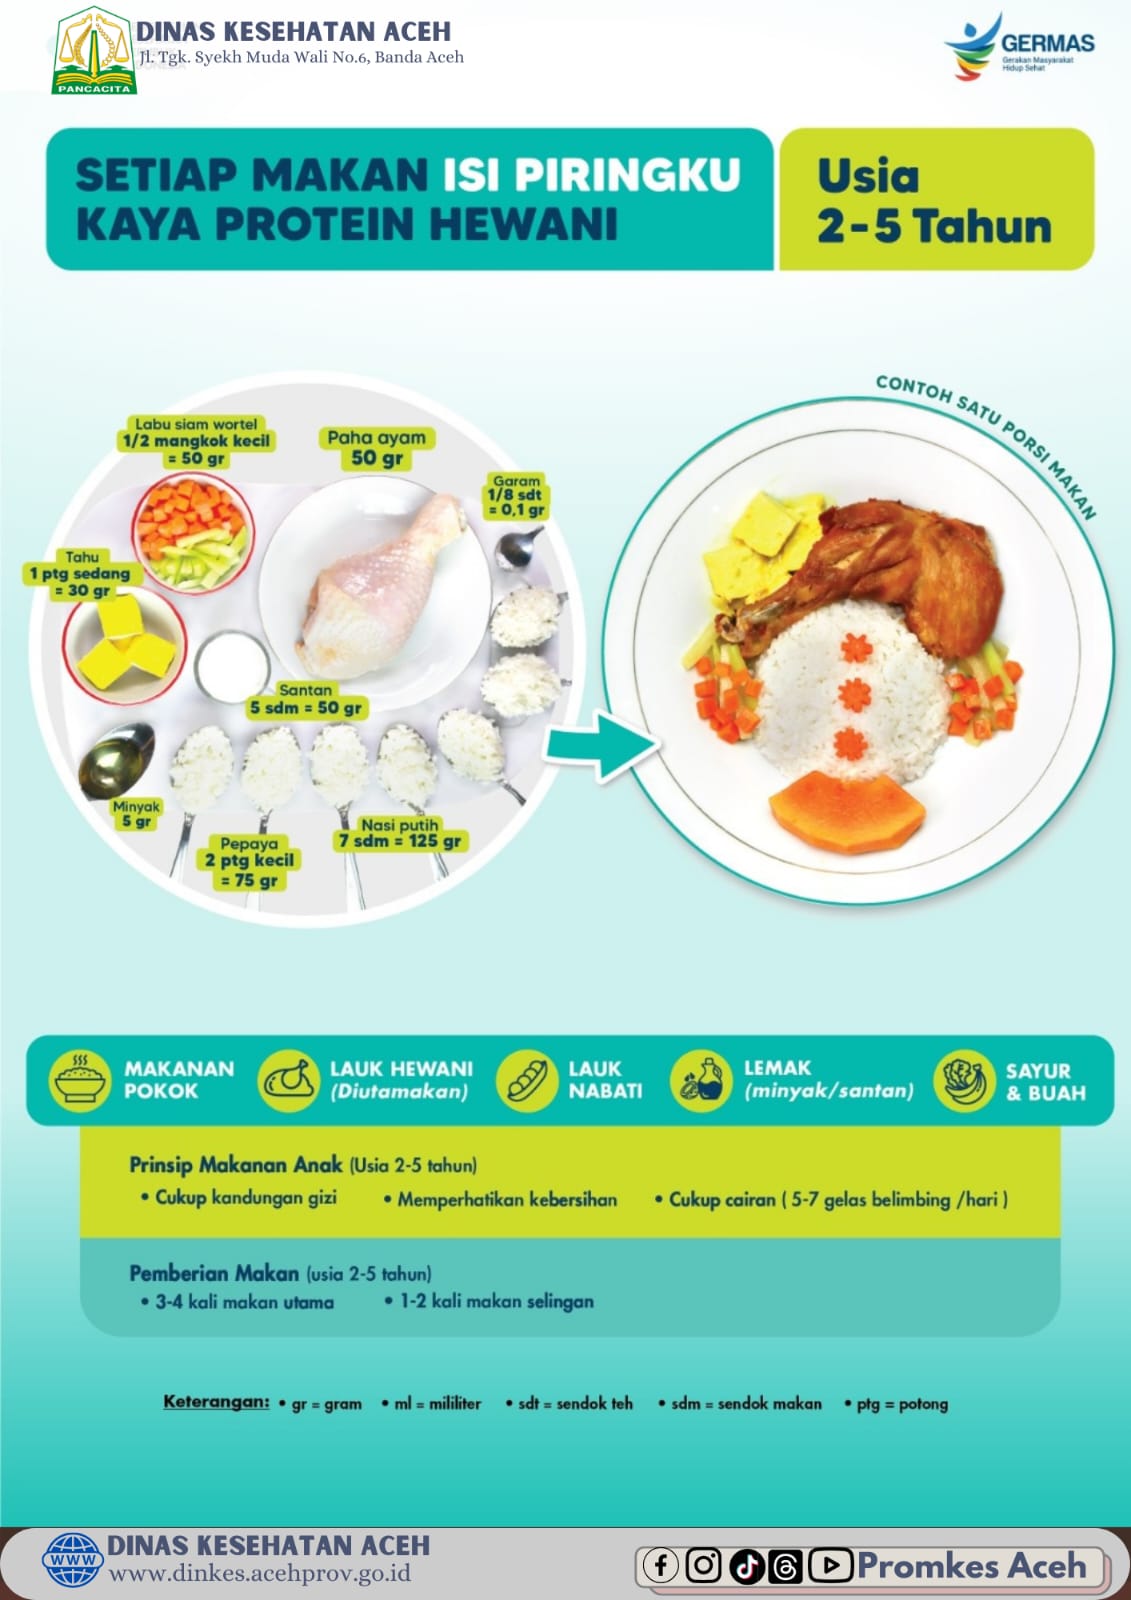 DINAS KESEHATAN ACEH
Jl. Tgk. Syekh Muda Wali No.6, Banda Aceh
PANCACITA
GERMAS
Gerakan Masyarakat
Hidup Sehat
SETIAP MAKAN ISI PIRINGKU
KAYA PROTEIN HEWANI
Usia
2-5 Tahun
CONTOH SATU PORSI MAKAN
Labu siam wortel
1/2 mangkok kecil
= 50 gr
Paha ayam
50 gr
Garam
1/8 sdt
= 0,1 gr
Tahu
1 ptg sedang
= 30 gr
Santan
5 sdm = 50 gr
Minyak
5 gr
Pepaya
2 ptg kecil
= 75 gr
Nasi putih
7 sdm = 125 gr
MAKANAN
POKOK
LAUK HEWANI
(Diutamakan)
LAUK
NABATI
LEMAK
(minyak/santan)
SAYUR
& BUAH
Prinsip Makanan Anak (Usia 2-5 tahun)
• Cukup kandungan gizi • Memperhatikan kebersihan • Cukup cairan ( 5-7 gelas belimbing /hari )
Pemberian Makan (usia 2-5 tahun)
• 3-4 kali makan utama • 1-2 kali makan selingan
Keterangan: • gr = gram • ml = mililiter • sdt = sendok teh • sdm = sendok makan • ptg = potong
WWW
DINAS KESEHATAN ACEH
www.dinkes.acehprov.go.id
Promkes Aceh